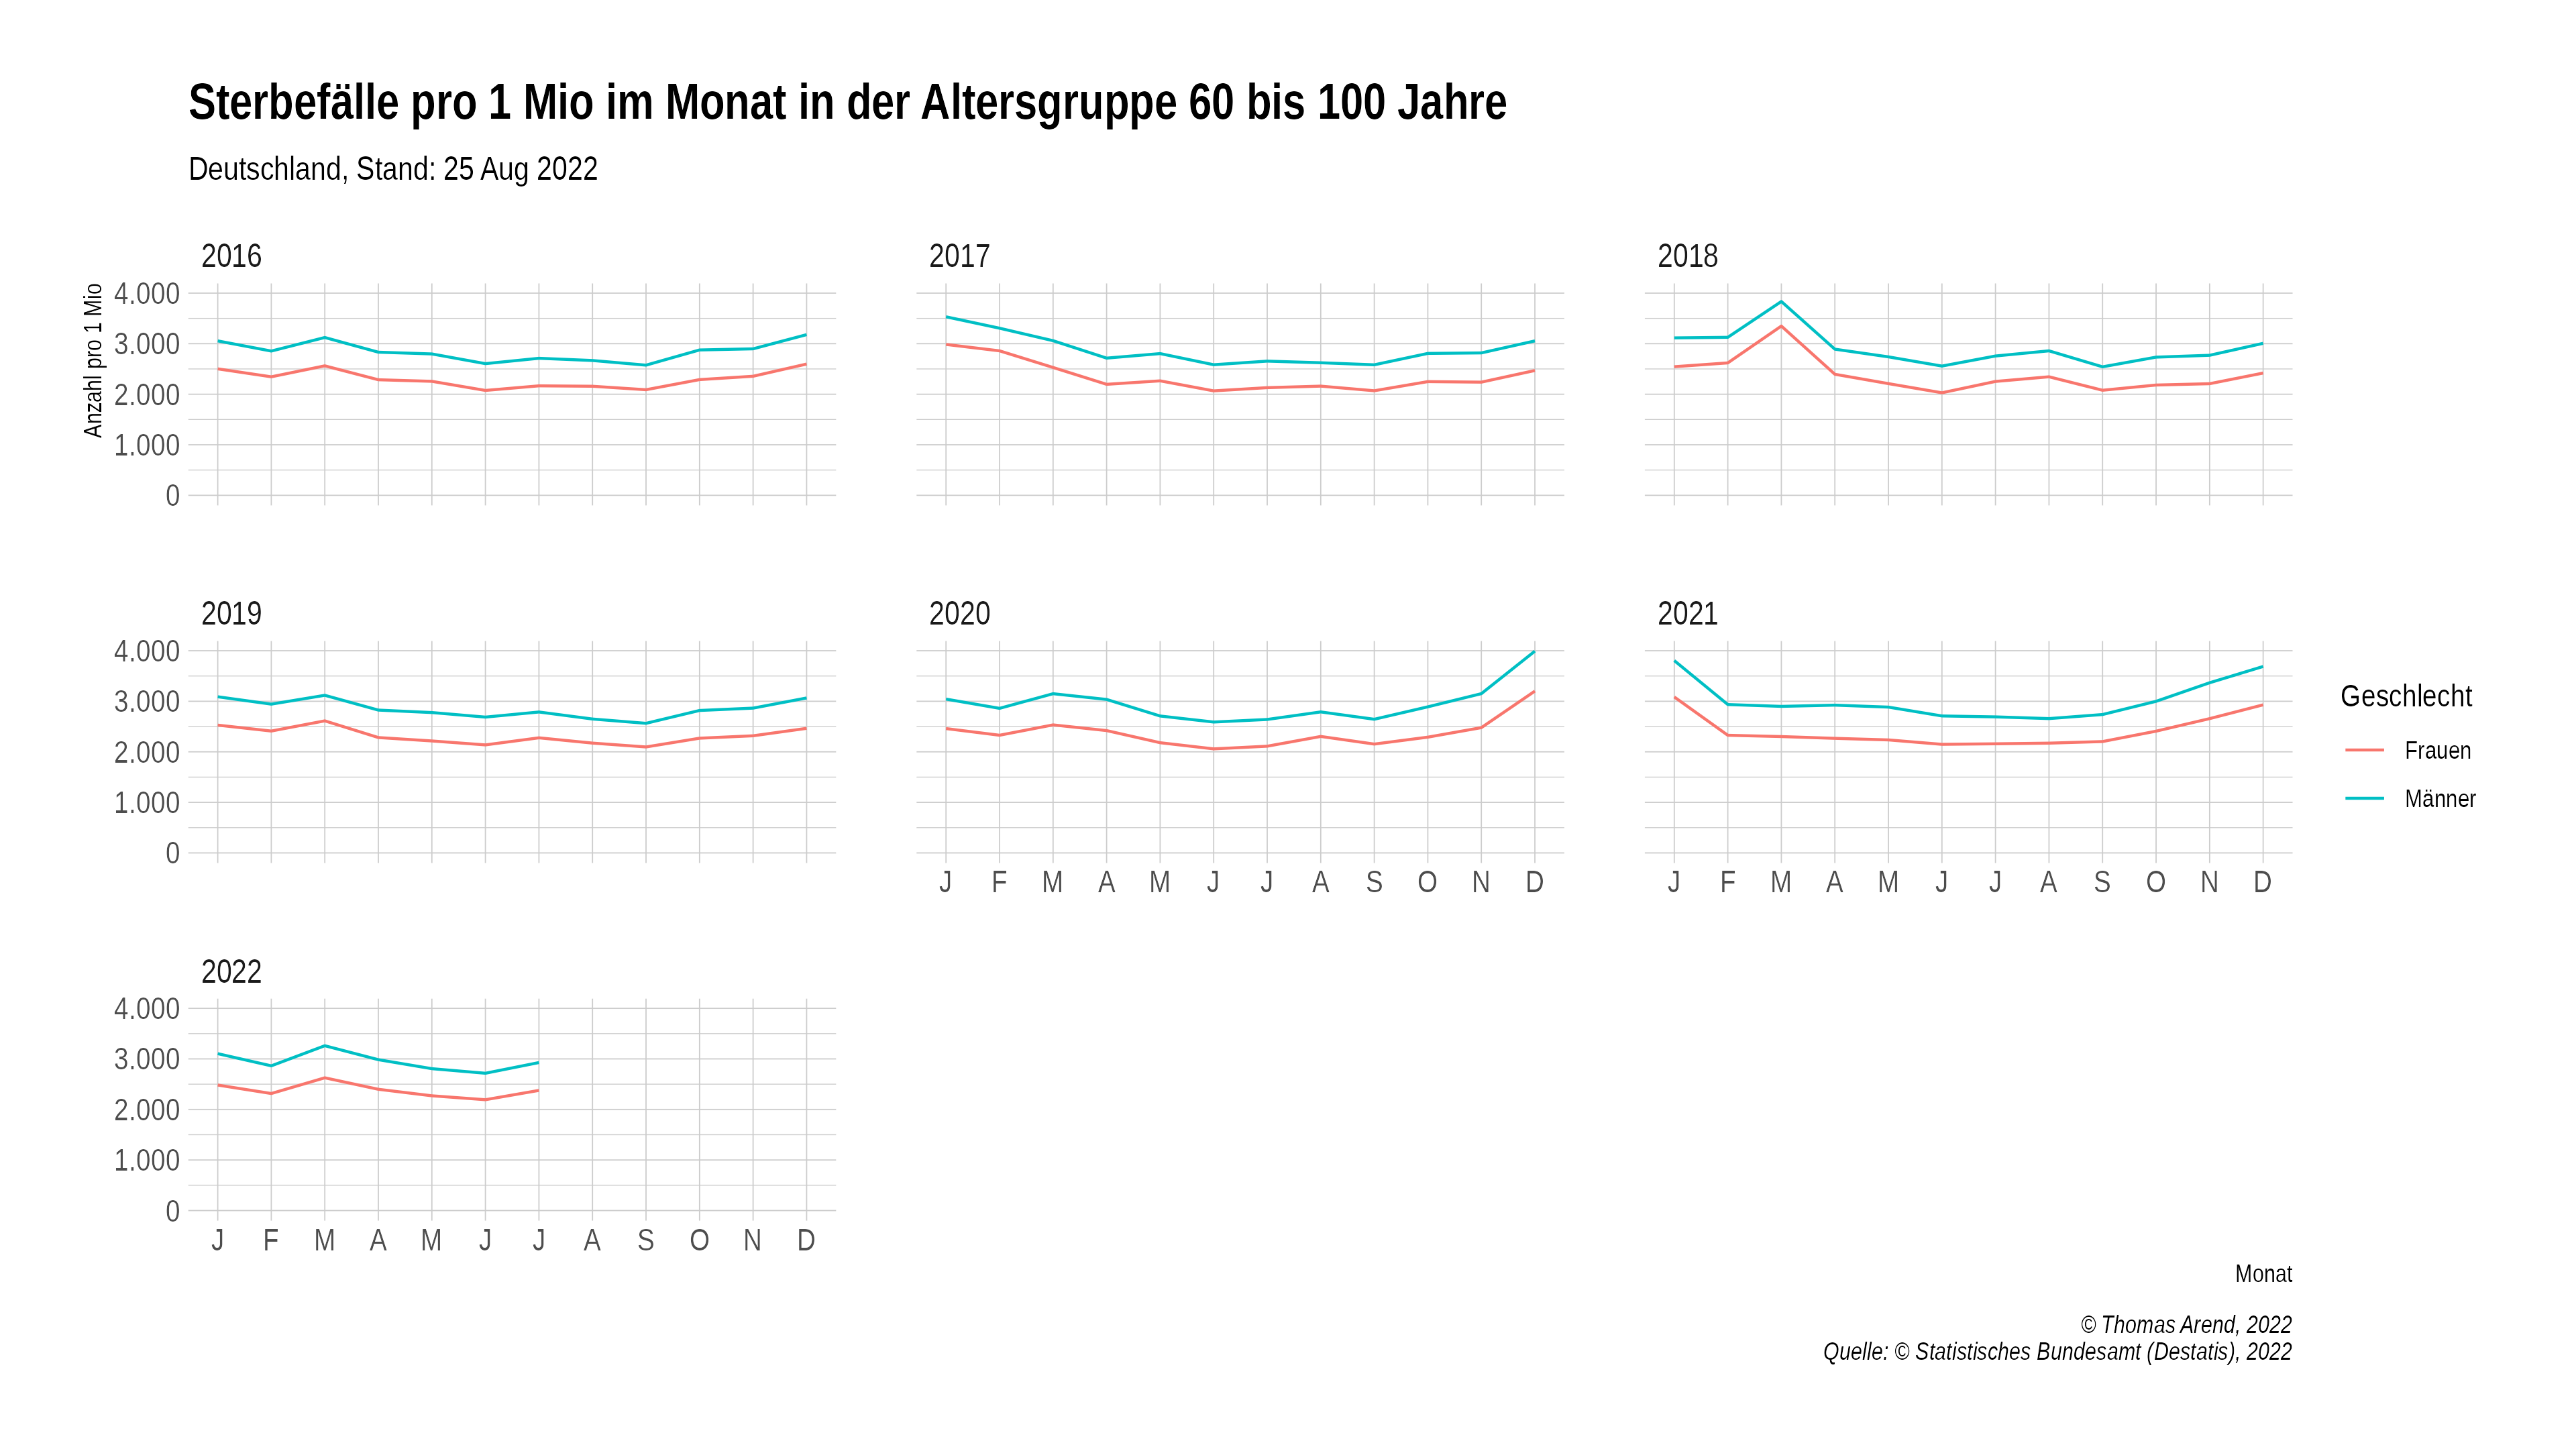 Sterbefälle pro 1 Mio im Monat in der Altersgruppe 60 bis 100 Jahre
Deutschland, Stand: 25 Aug 2022
2016
2017
2018
Anzahl pro 1 Mio
4.000
3.000
2.000
1.000
0
2019
2020
2021
4.000
3.000
2.000
1.000
0
J F M A M J J A S O N D
J F M A M J J A S O N D
Geschlecht
Frauen
Männer
2022
4.000
3.000
2.000
1.000
0
J F M A M J J A S O N D
Monat
© Thomas Arend, 2022
Quelle: © Statistisches Bundesamt (Destatis), 2022